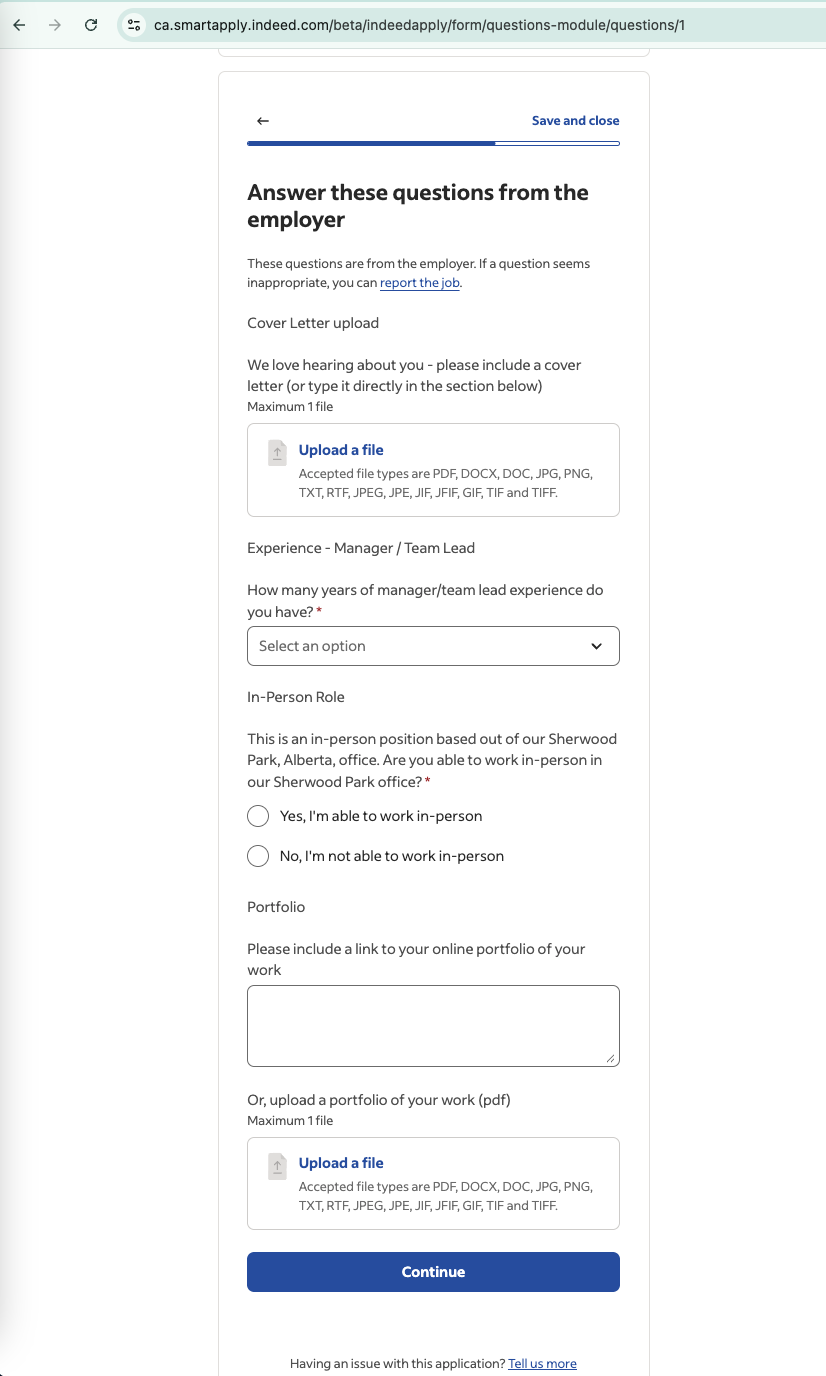 ca.smartapply.indeed.com/beta/indeedapply/form/questions-module/questions/1
Save and close
Answer these questions from the
employer
These questions are from the employer. If a question seems
inappropriate, you can report the job.
Cover Letter upload
We love hearing about you - please include a cover
letter (or type it directly in the section below)
Maximum 1 file
Upload a file
Accepted file types are PDF, DOCX, DOC, JPG, PNG,
TXT, RTF, JPEG, JPE, JIF, JFIF, GIF, TIF and TIFF.
Experience - Manager / Team Lead
How many years of manager/team lead experience do
you have? *
Select an option
In-Person Role
This is an in-person position based out of our Sherwood
Park, Alberta, office. Are you able to work in-person in
our Sherwood Park office? *
Yes, I'm able to work in-person
No, I'm not able to work in-person
Portfolio
Please include a link to your online portfolio of your
work
Or, upload a portfolio of your work (pdf)
Maximum 1 file
Upload a file
Accepted file types are PDF, DOCX, DOC, JPG, PNG,
TXT, RTF, JPEG, JPE, JIF, JFIF, GIF, TIF and TIFF.
Continue
Having an issue with this application? Tell us more